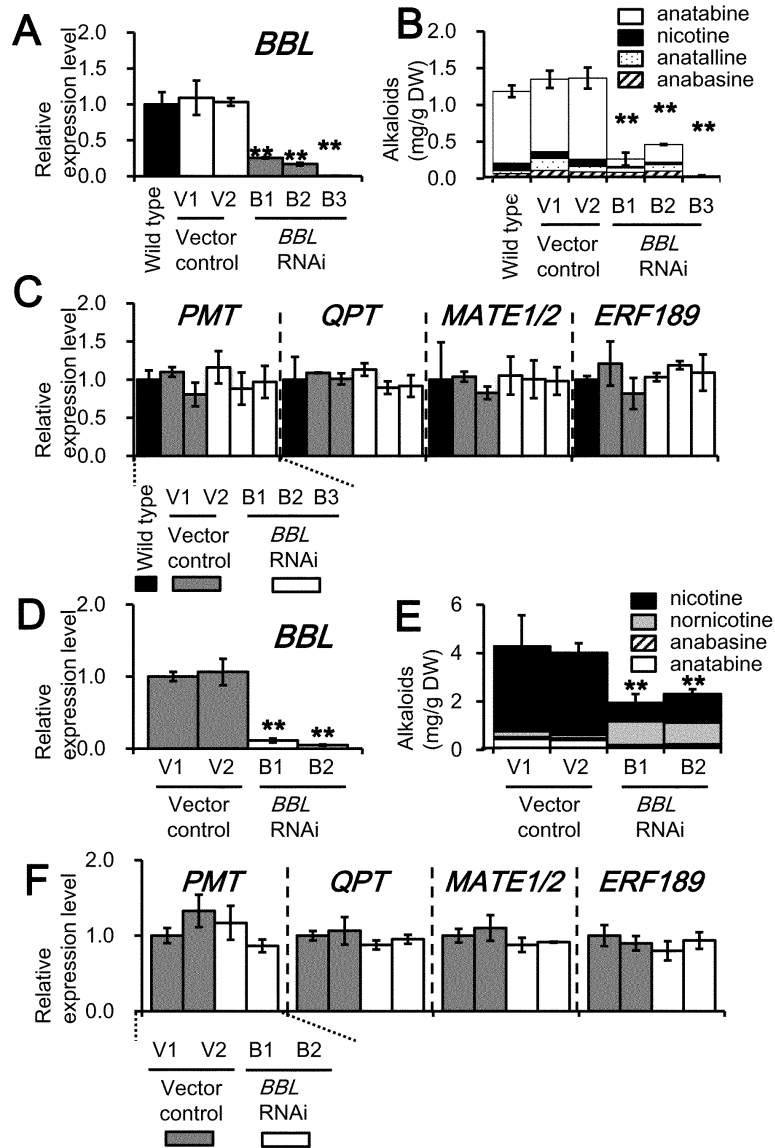 A
BBL
Relative
expression level
2.0
1.5
1.0
0.5
0.0
**
**
**
Wild type
V1 V2 B1 B2 B3
Vector
control
BBL
RNAi
B
anatabine
nicotine
anatalline
anabasine
Alkaloids
(mg/g DW)
2.0
1.5
1.0
0.5
0.0
**
**
**
Wild type
V1 V2 B1 B2 B3
Vector
control
BBL
RNAi
C
PMT QPT MATE1/2 ERF189
Relative
expression level
2.0
1.5
1.0
0.5
0.0
Wild type
V1 V2 B1 B2 B3
Vector
control
BBL
RNAi
D
BBL
Relative
expression level
2.0
1.0
0.0
**
**
V1 V2 B1 B2
Vector
control
BBL
RNAi
E
nicotine
nornicotine
anabasine
anatabine
Alkaloids
(mg/g DW)
6
4
2
0
**
**
V1 V2 B1 B2
Vector
control
BBL
RNAi
F
PMT QPT MATE1/2 ERF189
Relative
expression level
2.0
1.0
0.0
V1 V2 B1 B2
Vector
control
BBL
RNAi